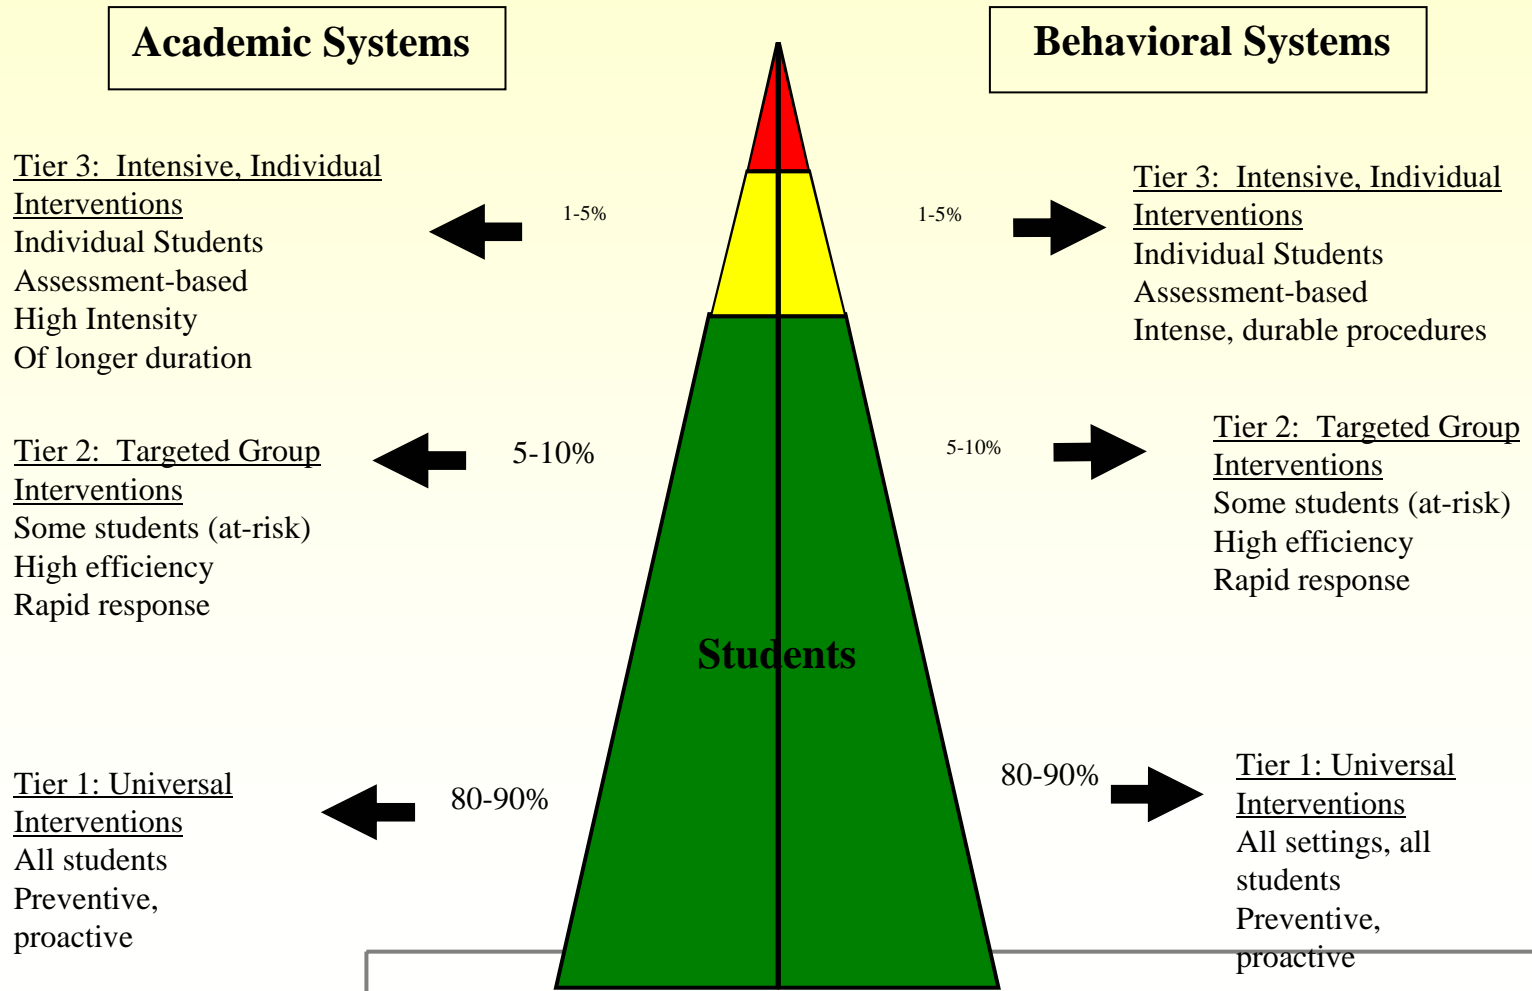 Academic Systems
Behavioral Systems
Tier 3:  Intensive, Individual
Interventions
Individual Students
Assessment-based
High Intensity
Of longer duration
1-5%
1-5%
Tier 3:  Intensive, Individual
Interventions
Individual Students
Assessment-based
Intense, durable procedures
Tier 2:  Targeted Group
Interventions
Some students (at-risk)
High efficiency
Rapid response
5-10%
5-10%
Tier 2:  Targeted Group
Interventions
Some students (at-risk)
High efficiency
Rapid response
Students
Tier 1: Universal
Interventions
All students
Preventive,
proactive
80-90%
80-90%
Tier 1: Universal
Interventions
All settings, all
students
Preventive,
proactive